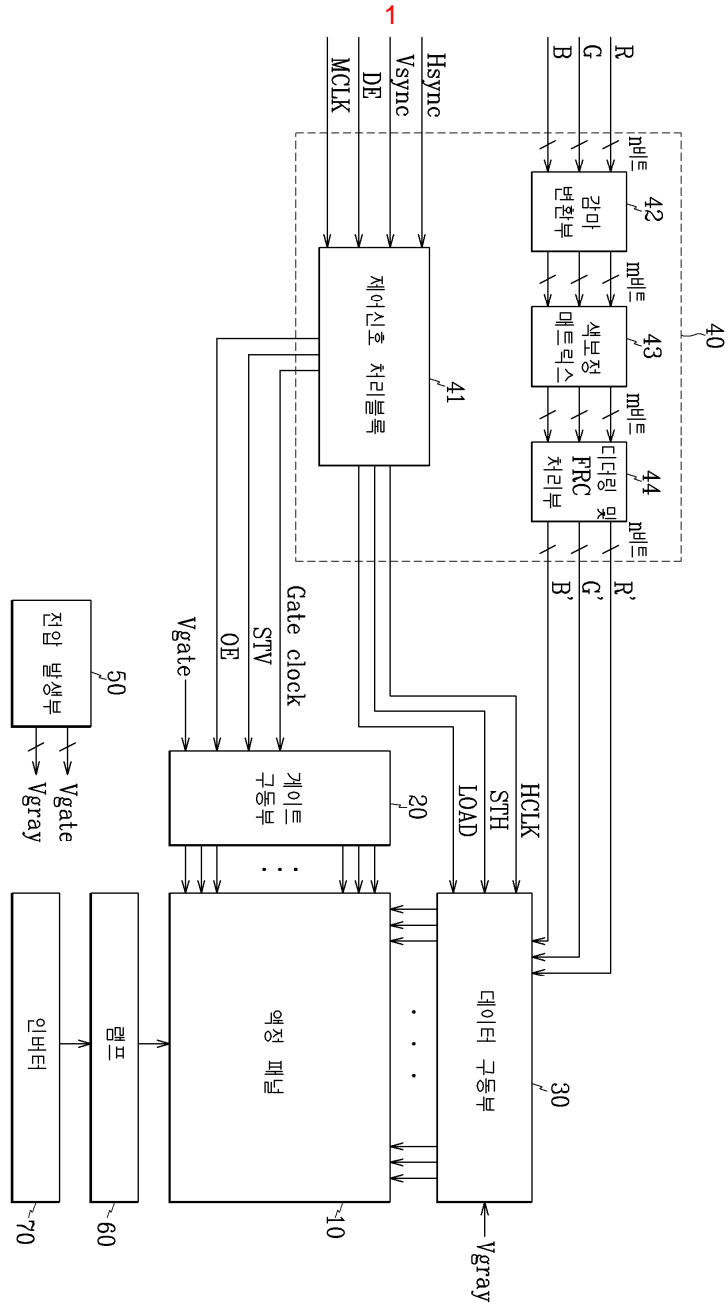 1
R
G
B
n비트
감마
변환부
42
m비트
색보정
매트릭스
43
m비트
디더링 및
FRC
처리부
44
n비트
R'
G'
B'
40
Hsync
Vsync
DE
MCLK
제어신호 처리블록
41
Gate clock
STV
OE
Vgate
HCLK
STH
LOAD
게이트
구동부
20
데이터 구동부
30
Vgray
전압 발생부
50
Vgate
Vgray
액정 패널
10
램프
60
인버터
70